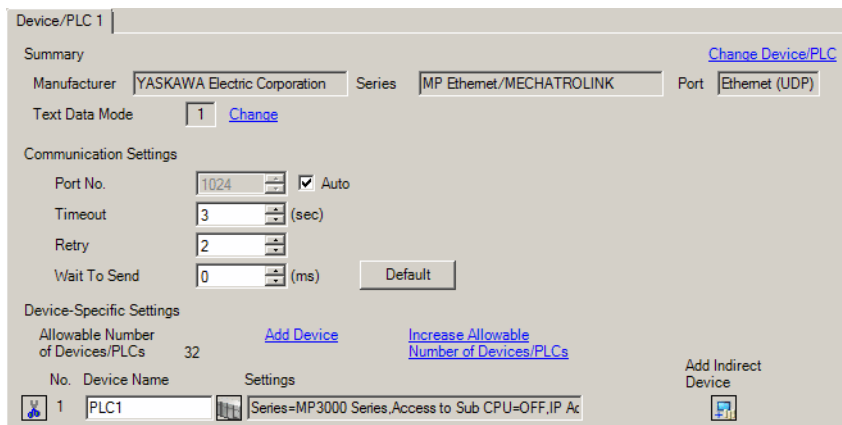 Device/PLC 1
Summary
Change Device/PLC
Manufacturer YASKAWA Electric Corporation Series MP Ethernet/MECHATROLINK Port Ethernet (UDP)
Text Data Mode 1 Change
Communication Settings
Port No. 1024 Auto
Timeout 3 (sec)
Retry 2
Wait To Send 0 (ms) Default
Device-Specific Settings
Allowable Number of Devices/PLCs 32
Add Device
Increase Allowable Number of Devices/PLCs
No. Device Name Settings
Add Indirect Device
1 PLC1 Series=MP3000 Series,Access to Sub CPU=OFF,IP Ac